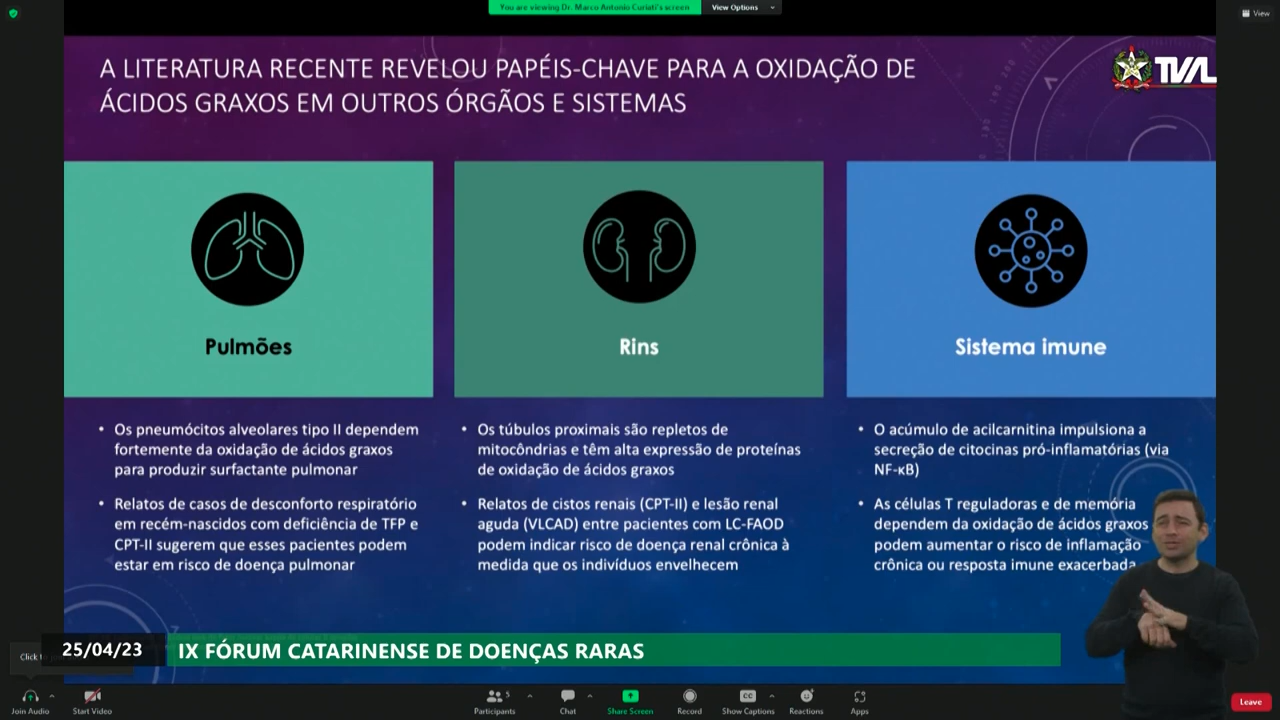 You are viewing Dr. Marco Antonio Curiati's screen
View Options
View
A LITERATURA RECENTE REVELOU PAPÉIS-CHAVE PARA A OXIDAÇÃO DE
ÁCIDOS GRAXOS EM OUTROS ÓRGÃOS E SISTEMAS
TVAL
Pulmões
Rins
Sistema imune
• Os pneumócitos alveolares tipo II dependem
fortemente da oxidação de ácidos graxos
para produzir surfactante pulmonar
• Relatos de casos de desconforto respiratório
em recém-nascidos com deficiência de TFP e
CPT-II sugerem que esses pacientes podem
estar em risco de doença pulmonar
• Os túbulos proximais são repletos de
mitocôndrias e têm alta expressão de proteínas
de oxidação de ácidos graxos
• Relatos de cistos renais (CPT-II) e lesão renal
aguda (VLCAD) entre pacientes com LC-FAOD
podem indicar risco de doença renal crônica à
medida que os indivíduos envelhecem
• O acúmulo de acilcarnitina impulsiona a
secreção de citocinas pró-inflamatórias (via
NF-κB)
• As células T reguladoras e de memória
dependem da oxidação de ácidos graxos
podem aumentar o risco de inflamação
crônica ou resposta imune exacerbada
25/04/23
IX FÓRUM CATARINENSE DE DOENÇAS RARAS
Click
Join Audio
Start Video
Participants
5
Chat
Share Screen
Record
CC
Show Captions
Reactions
Apps
Leave